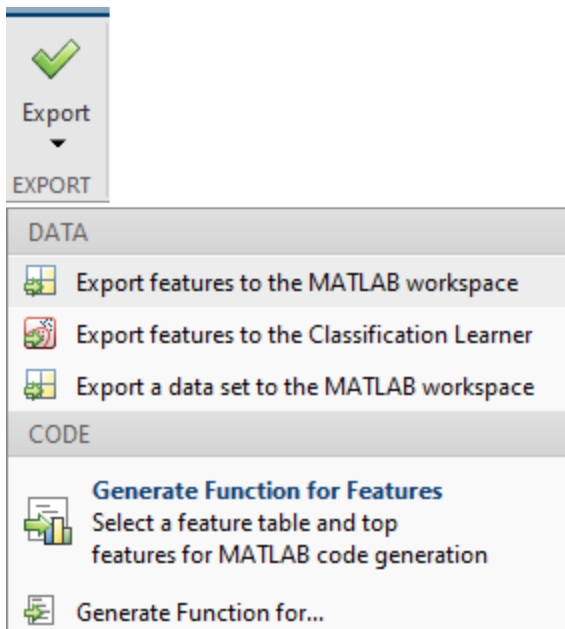 Export
EXPORT
DATA
Export features to the MATLAB workspace
Export features to the Classification Learner
Export a data set to the MATLAB workspace
CODE
Generate Function for Features
Select a feature table and top
features for MATLAB code generation
Generate Function for...